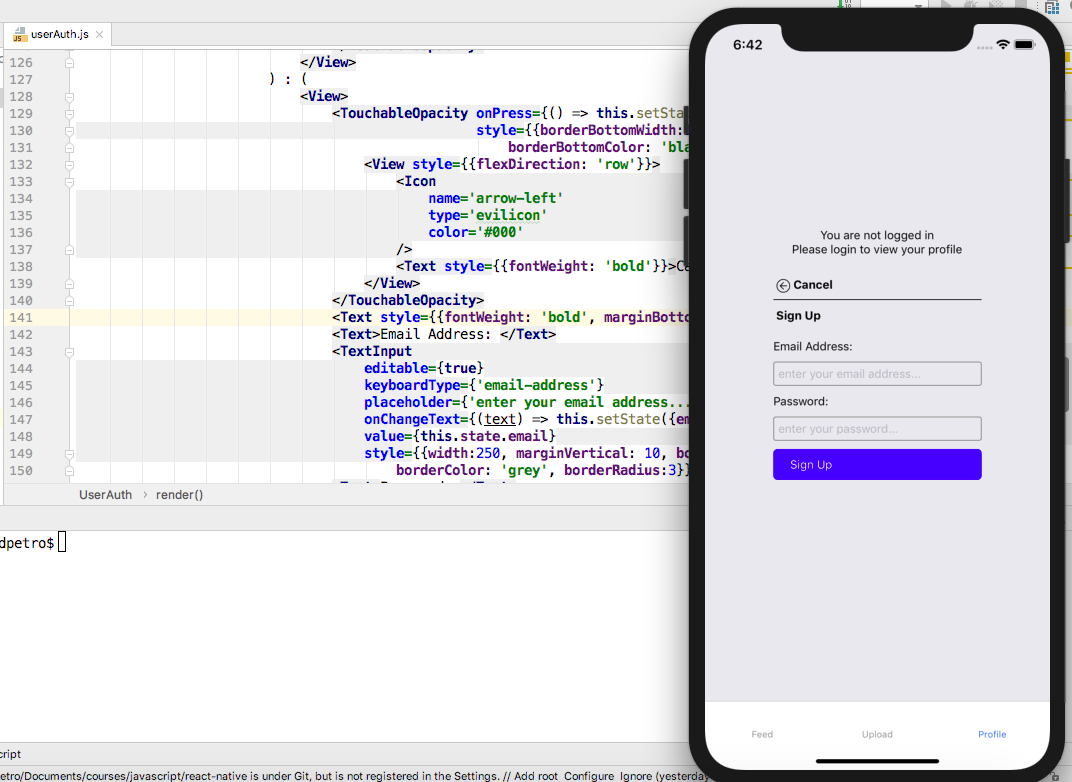 userAuth.js
126 </View>
127 ) : (
128 <View>
129 <TouchableOpacity onPress={() => this.setSta
130 style={{borderBottomWidth:
131 borderBottomColor: 'bla
132 <View style={{flexDirection: 'row'}}>
133 <Icon
134 name='arrow-left'
135 type='evilicon'
136 color='#000'
137 />
138 <Text style={{fontWeight: 'bold'}}>Ca
139 </View>
140 </TouchableOpacity>
141 <Text style={{fontWeight: 'bold', marginBotto
142 <Text>Email Address: </Text>
143 <TextInput
144 editable={true}
145 keyboardType={'email-address'}
146 placeholder={'enter your email address...
147 onChangeText={(text) => this.setState({em
148 value={this.state.email}
149 style={{width:250, marginVertical: 10, bo
150 borderColor: 'grey', borderRadius:3}}
UserAuth › render()
dpetro$
cript
etro/Documents/courses/javascript/react-native is under Git, but is not registered in the Settings. // Add root Configure Ignore (yesterday
6:42
You are not logged in
Please login to view your profile
Cancel
Sign Up
Email Address:
enter your email address...
Password:
enter your password...
Sign Up
Feed Upload Profile